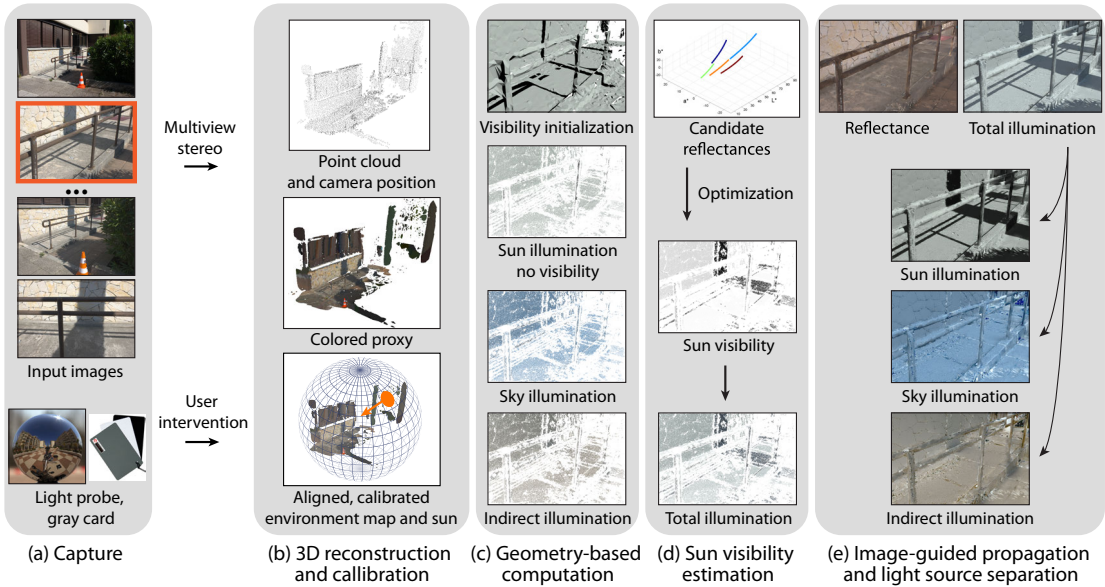 Input images
Light probe,
gray card
(a) Capture
Multiview
stereo
User
intervention
Point cloud
and camera position
Colored proxy
Aligned, calibrated
environment map and sun
(b) 3D reconstruction
and callibration
Visibility initialization
Sun illumination
no visibility
Sky illumination
Indirect illumination
(c) Geometry-based
computation
b*
a*
L*
Candidate
reflectances
Optimization
Sun visibility
Total illumination
(d) Sun visibility
estimation
Reflectance
Total illumination
Sun illumination
Sky illumination
Indirect illumination
(e) Image-guided propagation
and light source separation